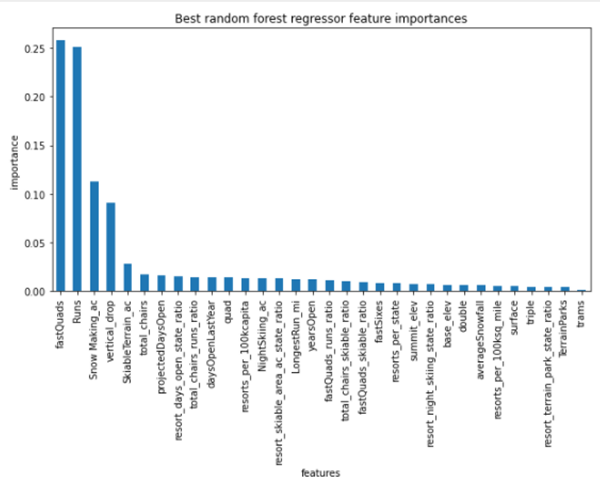 Best random forest regressor feature importances
0.25
0.20
0.15
0.10
0.05
0.00
importance
fastQuads
Runs
Snow Making_ac
vertical_drop
SkiableTerrain_ac
total_chairs
projectedDaysOpen
resort_days_open_state_ratio
total_chairs_runs_ratio
daysOpenLastYear
quad
resorts_per_100kcapita
NightSkiing_ac
resort_skiable_area_ac_state_ratio
LongestRun_mi
yearsOpen
fastQuads_runs_ratio
total_chairs_skiable_ratio
fastQuads_skiable_ratio
fastSixes
resorts_per_state
summit_elev
resort_night_skiing_state_ratio
base_elev
double
averageSnowfall
resorts_per_100ksq_mile
surface
triple
resort_terrain_park_state_ratio
TerrainParks
trams
features